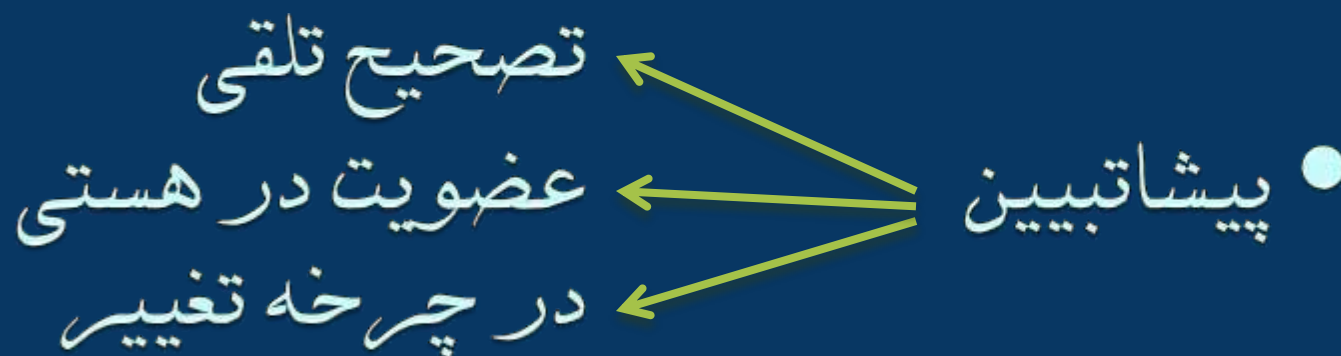 • پیشاتبیین
تصحیح تلقی
عضویت در هستی
در چرخه تغییر